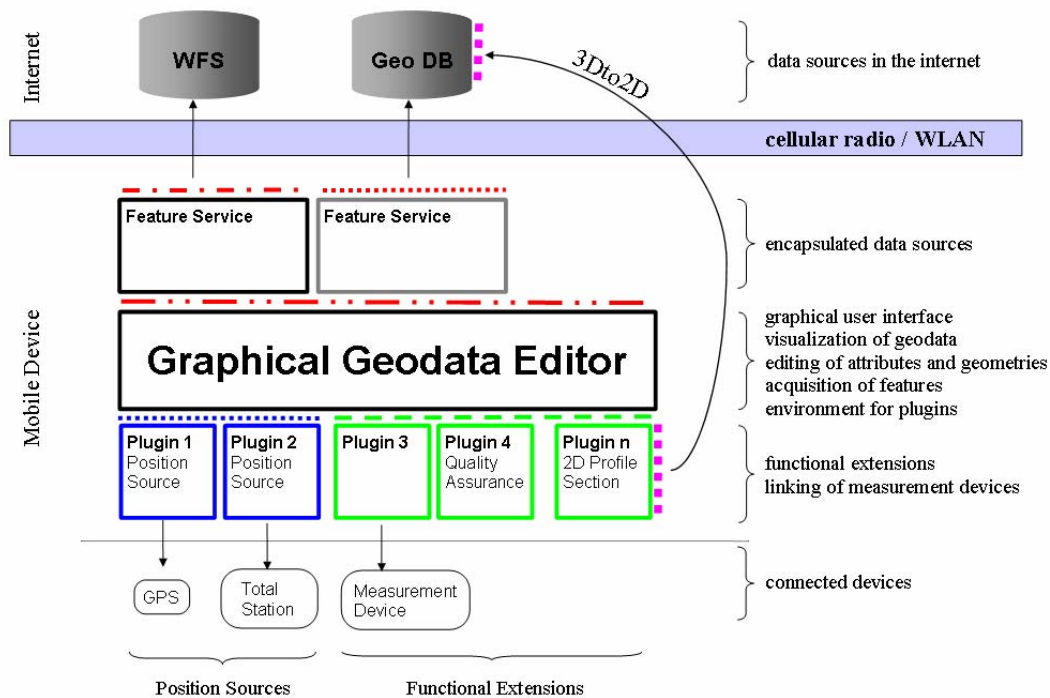 Internet
WFS
Geo DB
3Dto2D
data sources in the internet
cellular radio / WLAN
Mobile Device
Feature Service
Feature Service
encapsulated data sources
Graphical Geodata Editor
graphical user interface
visualization of geodata
editing of attributes and geometries
acquisition of features
environment for plugins
Plugin 1
Position
Source
Plugin 2
Position
Source
Plugin 3
Plugin 4
Quality
Assurance
Plugin n
2D Profile
Section
functional extensions
linking of measurement devices
GPS
Total
Station
Measurement
Device
connected devices
Position Sources
Functional Extensions